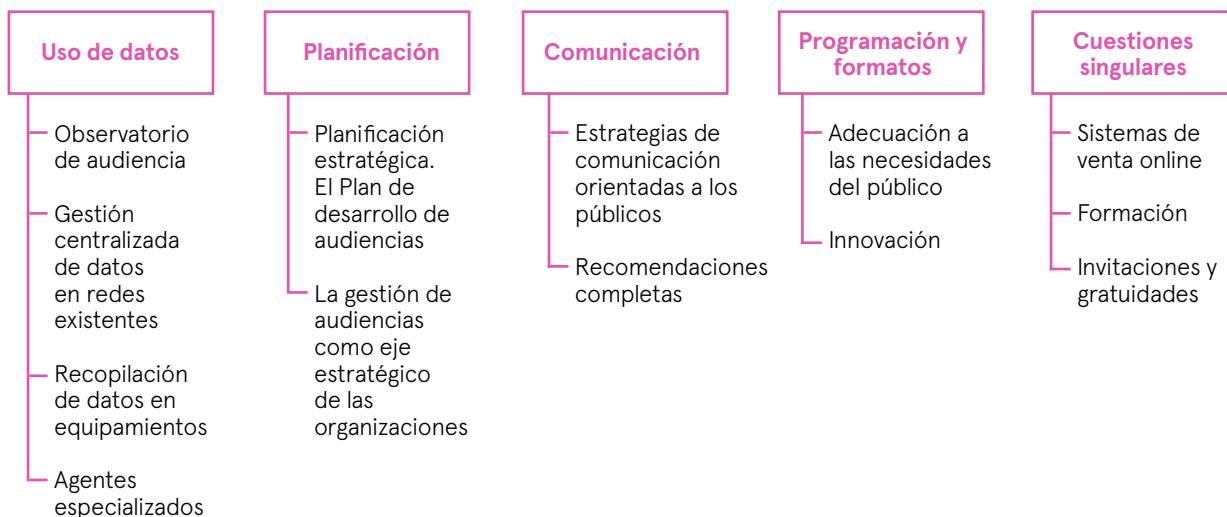 Uso de datos
Observatorio
de audiencia
Gestión
centralizada
de datos
en redes
existentes
Recopilación
de datos en
equipamientos
Agentes
especializados
Planificación
Planificación
estratégica.
El Plan de
desarrollo de
audiencias
La gestión de
audiencias
como eje
estratégico
de las
organizaciones
Comunicación
Estrategias de
comunicación
orientadas a los
públicos
Recomendaciones
completas
Programación y
formatos
Adecuación a
las necesidades
del público
Innovación
Cuestiones
singulares
Sistemas de
venta online
Formación
Invitaciones y
gratuidades